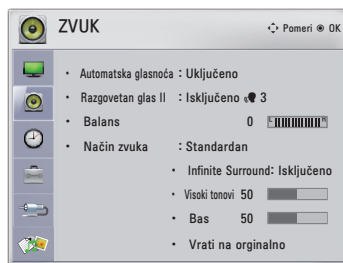 ZVUK
Pomeri OK
• Automatska glasnoća : Uključeno
• Razgovetan glas II : Isključeno 3
• Balans 0 L R
• Način zvuka : Standardan
• Infinite Surround: Isključeno
• Visoki tonovi 50
• Bas 50
• Vrati na orginalno